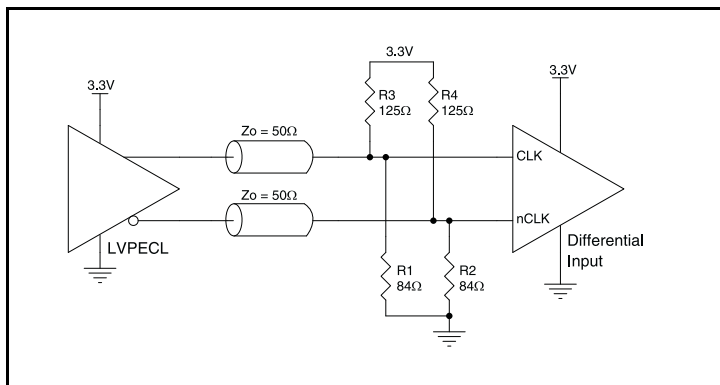 3.3V
3.3V
3.3V
R3
125Ω
R4
125Ω
Zo = 50Ω
CLK
Zo = 50Ω
nCLK
LVPECL
Differential
Input
R1
84Ω
R2
84Ω